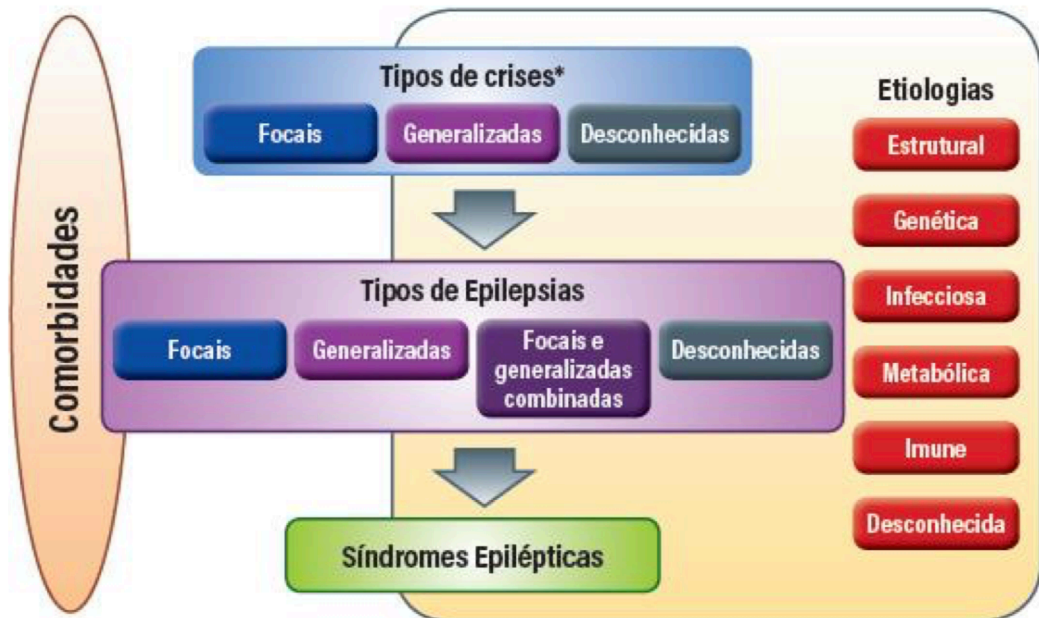 Comorbidades
Tipos de crises*
Focais
Generalizadas
Desconhecidas
Tipos de Epilepsias
Focais
Generalizadas
Focais e
generalizadas
combinadas
Desconhecidas
Síndromes Epilépticas
Etiologias
Estrutural
Genética
Infecciosa
Metabólica
Imune
Desconhecida